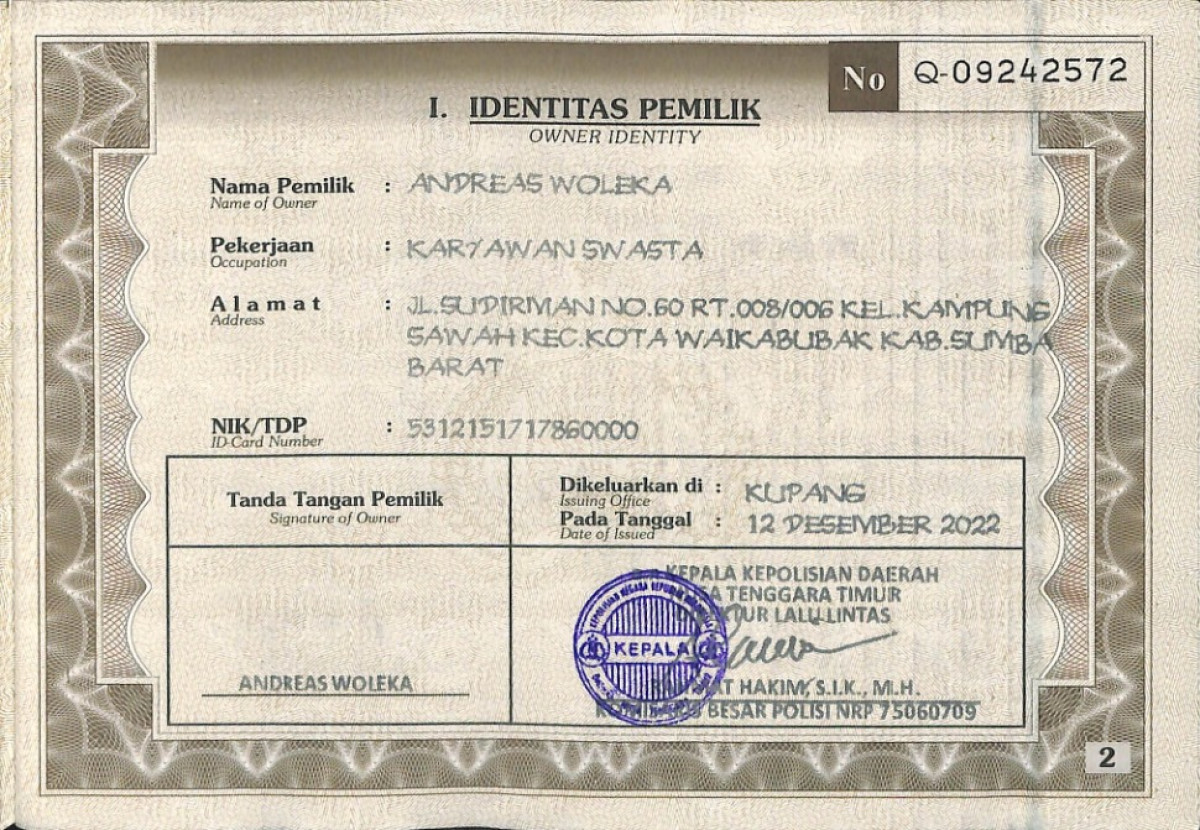 No Q-09242572
I. IDENTITAS PEMILIK
OWNER IDENTITY
Nama Pemilik : ANDREAS WOLEKA
Name of Owner
Pekerjaan : KARYAWAN SWASTA
Occupation
Alamat : JL.SUDIRMAN NO.60 RT.008/006 KEL.KAMPUNG
Address
SAWAH KEC.KOTA WAIKABUBAK KAB.SUMBA
BARAT
NIK/TDP : 5312151717860000
ID-Card Number
Tanda Tangan Pemilik
Signature of Owner
Dikeluarkan di : KUPANG
Issuing Office
Pada Tanggal : 12 DESEMBER 2022
Date of Issued
KEPALA KEPOLISIAN DAERAH
TENGGARA TIMUR
LALU LINTAS
KEPALA
ANDREAS WOLEKA
HAKIM, S.I.K., M.H.
BESAR POLISI NRP 75060709
2